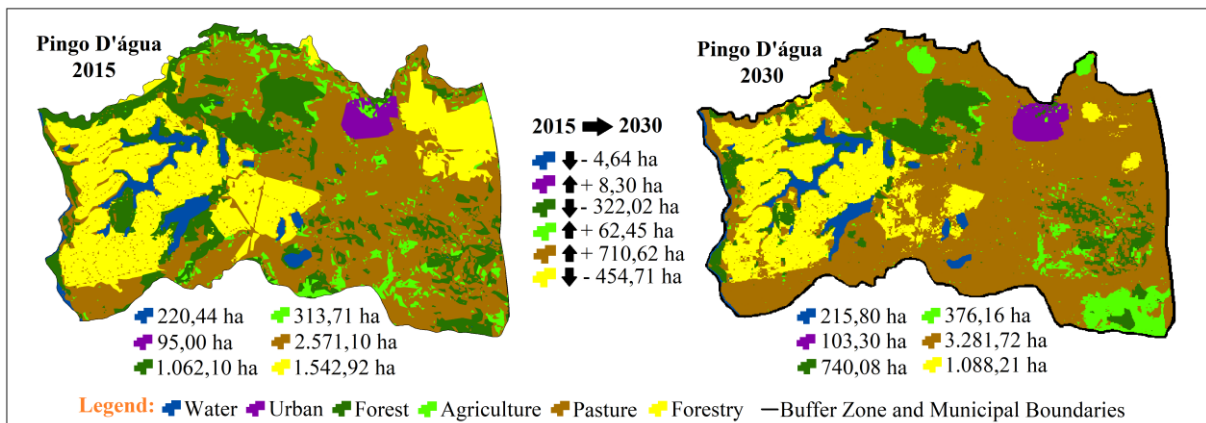 Pingo D'água
2015
220,44 ha 313,71 ha
95,00 ha 2.571,10 ha
1.062,10 ha 1.542,92 ha
2015 ➡ 2030
⬇ - 4,64 ha
⬆ + 8,30 ha
⬇ - 322,02 ha
⬆ + 62,45 ha
⬆ + 710,62 ha
⬇ - 454,71 ha
Pingo D'água
2030
215,80 ha 376,16 ha
103,30 ha 3.281,72 ha
740,08 ha 1.088,21 ha
Legend: Water Urban Forest Agriculture Pasture Forestry Buffer Zone and Municipal Boundaries